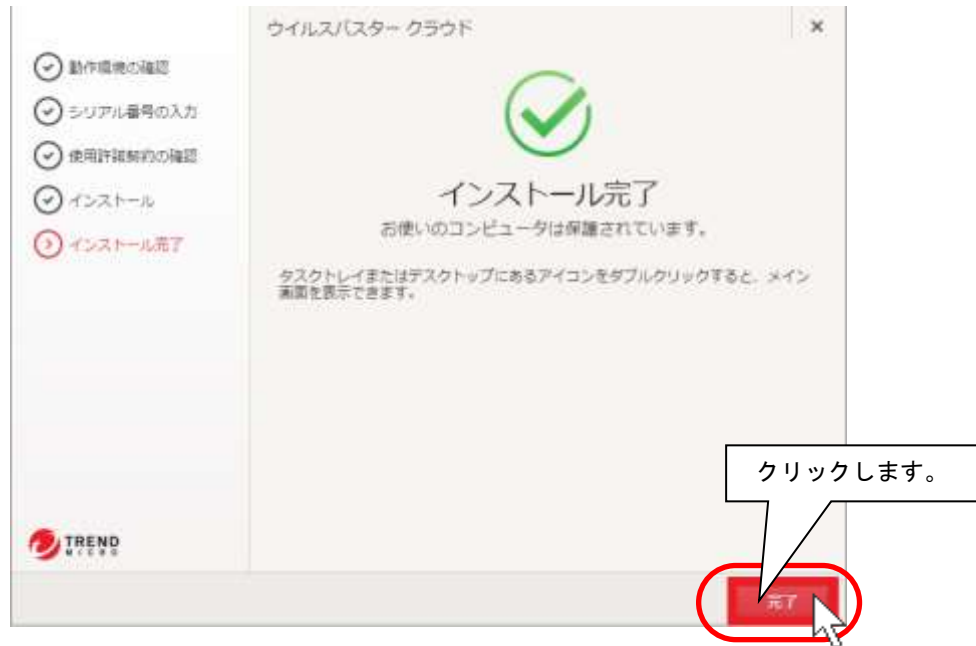 ウイルスバスター クラウド
動作環境の確認
シリアル番号の入力
使用許諾契約の確認
インストール
インストール完了
インストール完了
お使いのコンピュータは保護されています。
タスクトレイまたはデスクトップにあるアイコンをダブルクリックすると、メイン
画面を表示できます。
クリックします。
TREND
MICRO
完了